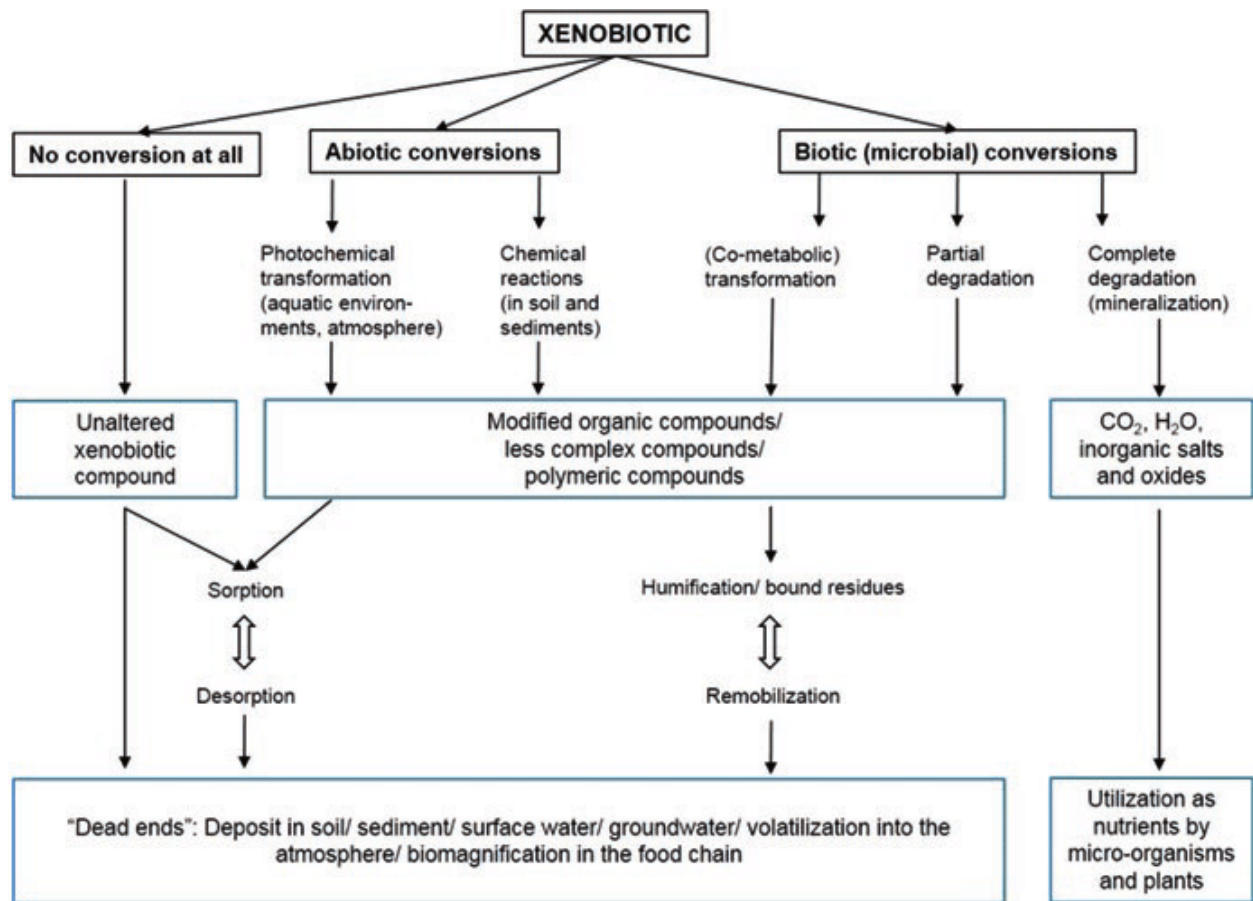 XENOBIOTIC
No conversion at all
Abiotic conversions
Biotic (microbial) conversions
Photochemical
transformation
(aquatic environ-
ments, atmosphere)
Chemical
reactions
(in soil and
sediments)
(Co-metabolic)
transformation
Partial
degradation
Complete
degradation
(mineralization)
Unaltered
xenobiotic
compound
Modified organic compounds/
less complex compounds/
polymeric compounds
CO₂, H₂O,
inorganic salts
and oxides
Sorption
Humification/ bound residues
Desorption
Remobilization
“Dead ends”: Deposit in soil/ sediment/ surface water/ groundwater/ volatilization into the
atmosphere/ biomagnification in the food chain
Utilization as
nutrients by
micro-organisms
and plants